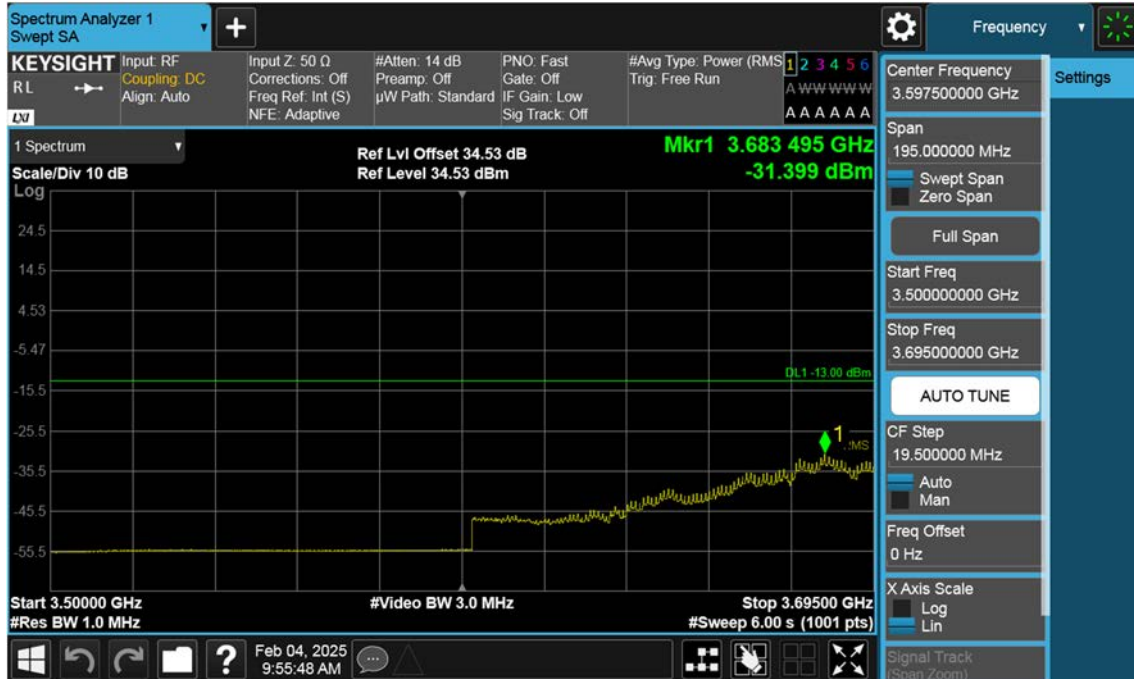 Spectrum Analyzer 1
Swept SA
Frequency
KEYSIGHT
RL
LXI
Input: RF
Coupling: DC
Align: Auto
Input Z: 50 Ω
Corrections: Off
Freq Ref: Int (S)
NFE: Adaptive
#Atten: 14 dB
Preamp: Off
µW Path: Standard
PNO: Fast
Gate: Off
IF Gain: Low
Sig Track: Off
#Avg Type: Power (RMS
Trig: Free Run
1 2 3 4 5 6
A W W W W W
A A A A A A
1 Spectrum
Scale/Div 10 dB
Ref Lvl Offset 34.53 dB
Ref Level 34.53 dBm
Mkr1 3.683 495 GHz
-31.399 dBm
Log
24.5
14.5
4.53
-5.47
DL1 -13.00 dBm
-15.5
-25.5
1
-35.5
-45.5
-55.5
Start 3.50000 GHz
#Video BW 3.0 MHz
Stop 3.69500 GHz
#Res BW 1.0 MHz
#Sweep 6.00 s (1001 pts)
Feb 04, 2025
9:55:48 AM
Center Frequency
3.597500000 GHz
Settings
Span
195.000000 MHz
Swept Span
Zero Span
Full Span
Start Freq
3.500000000 GHz
Stop Freq
3.695000000 GHz
AUTO TUNE
CF Step
19.500000 MHz
Auto
Man
Freq Offset
0 Hz
X Axis Scale
Log
Lin
Signal Track
(Span Zoom)